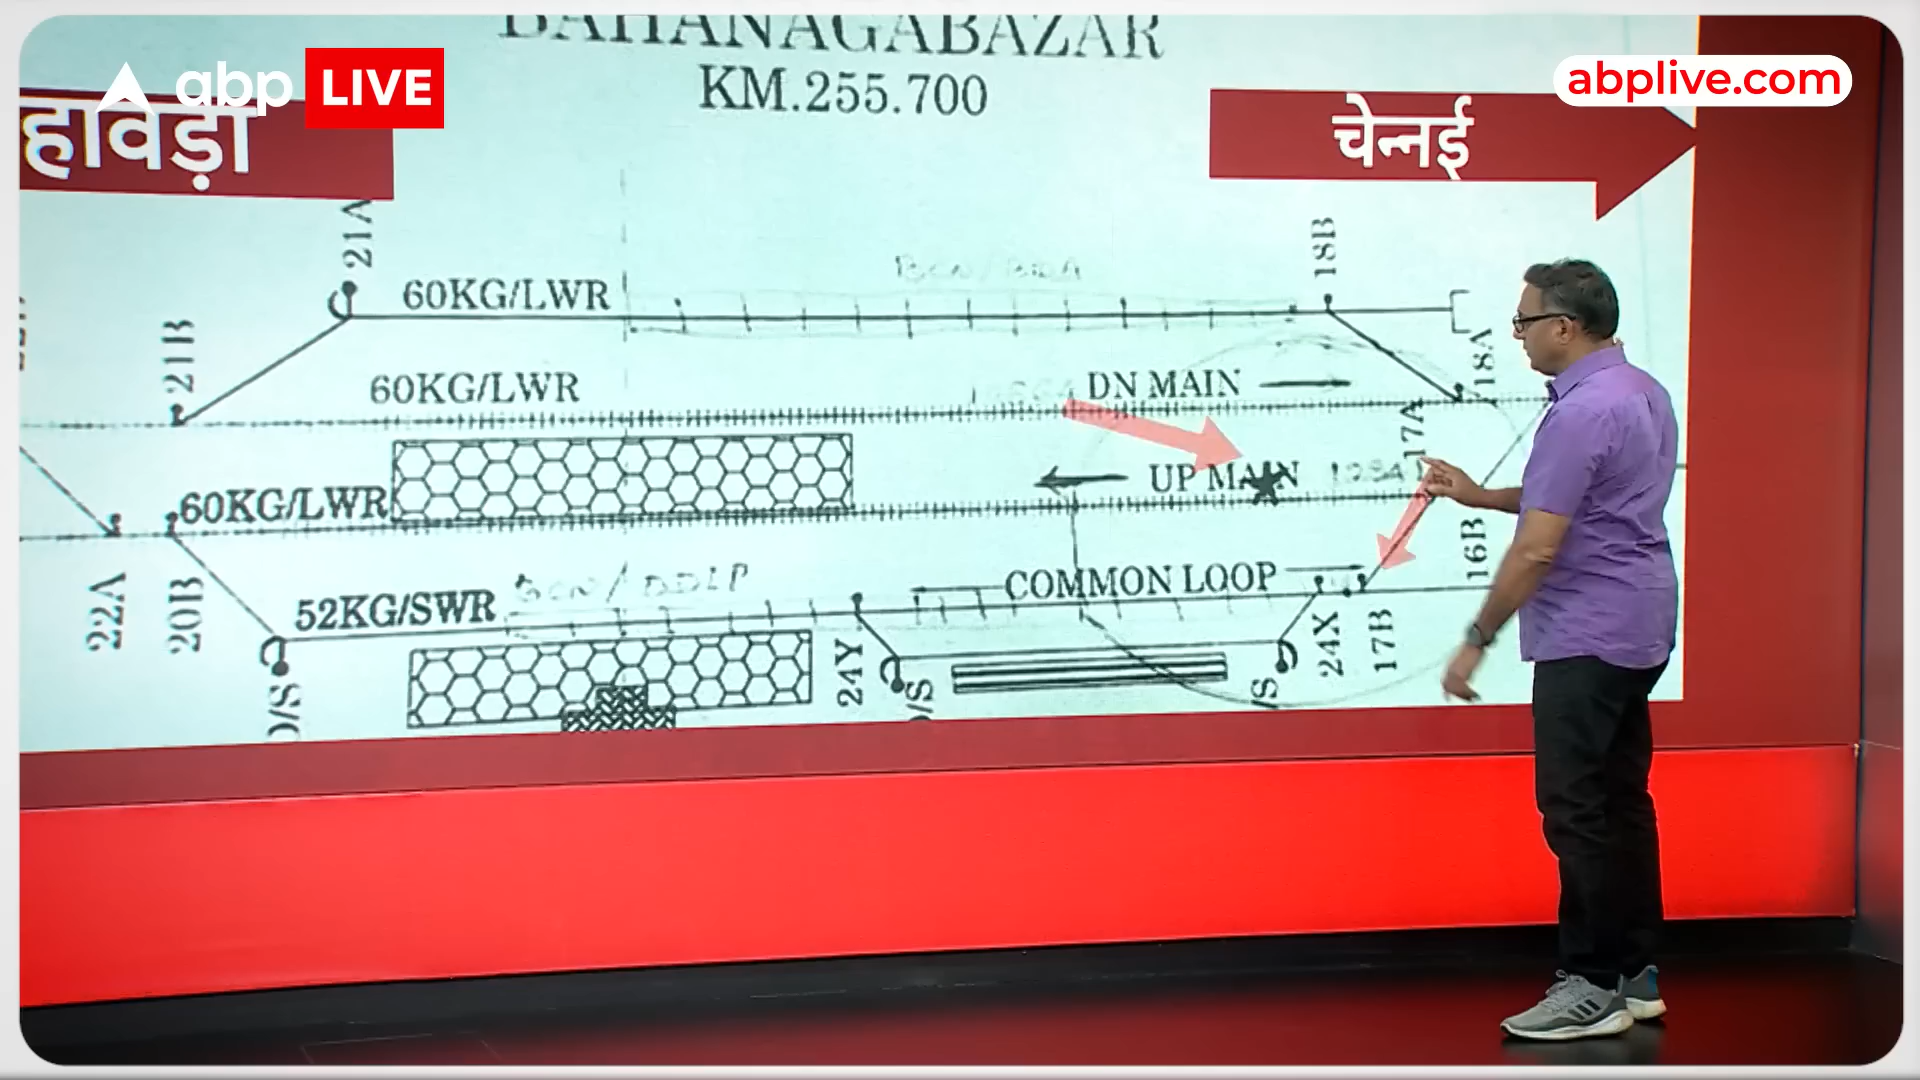 BAHANAGABAZAR
KM.255.700
abp LIVE
abplive.com
हावड़ा
चेन्नई
21A
18B
60KG/LWR
21B
60KG/LWR
DN MAIN
18A
17A
UP MAIN
60KG/LWR
16B
COMMON LOOP
22A
20B
52KG/SWR
24Y
24X
17B